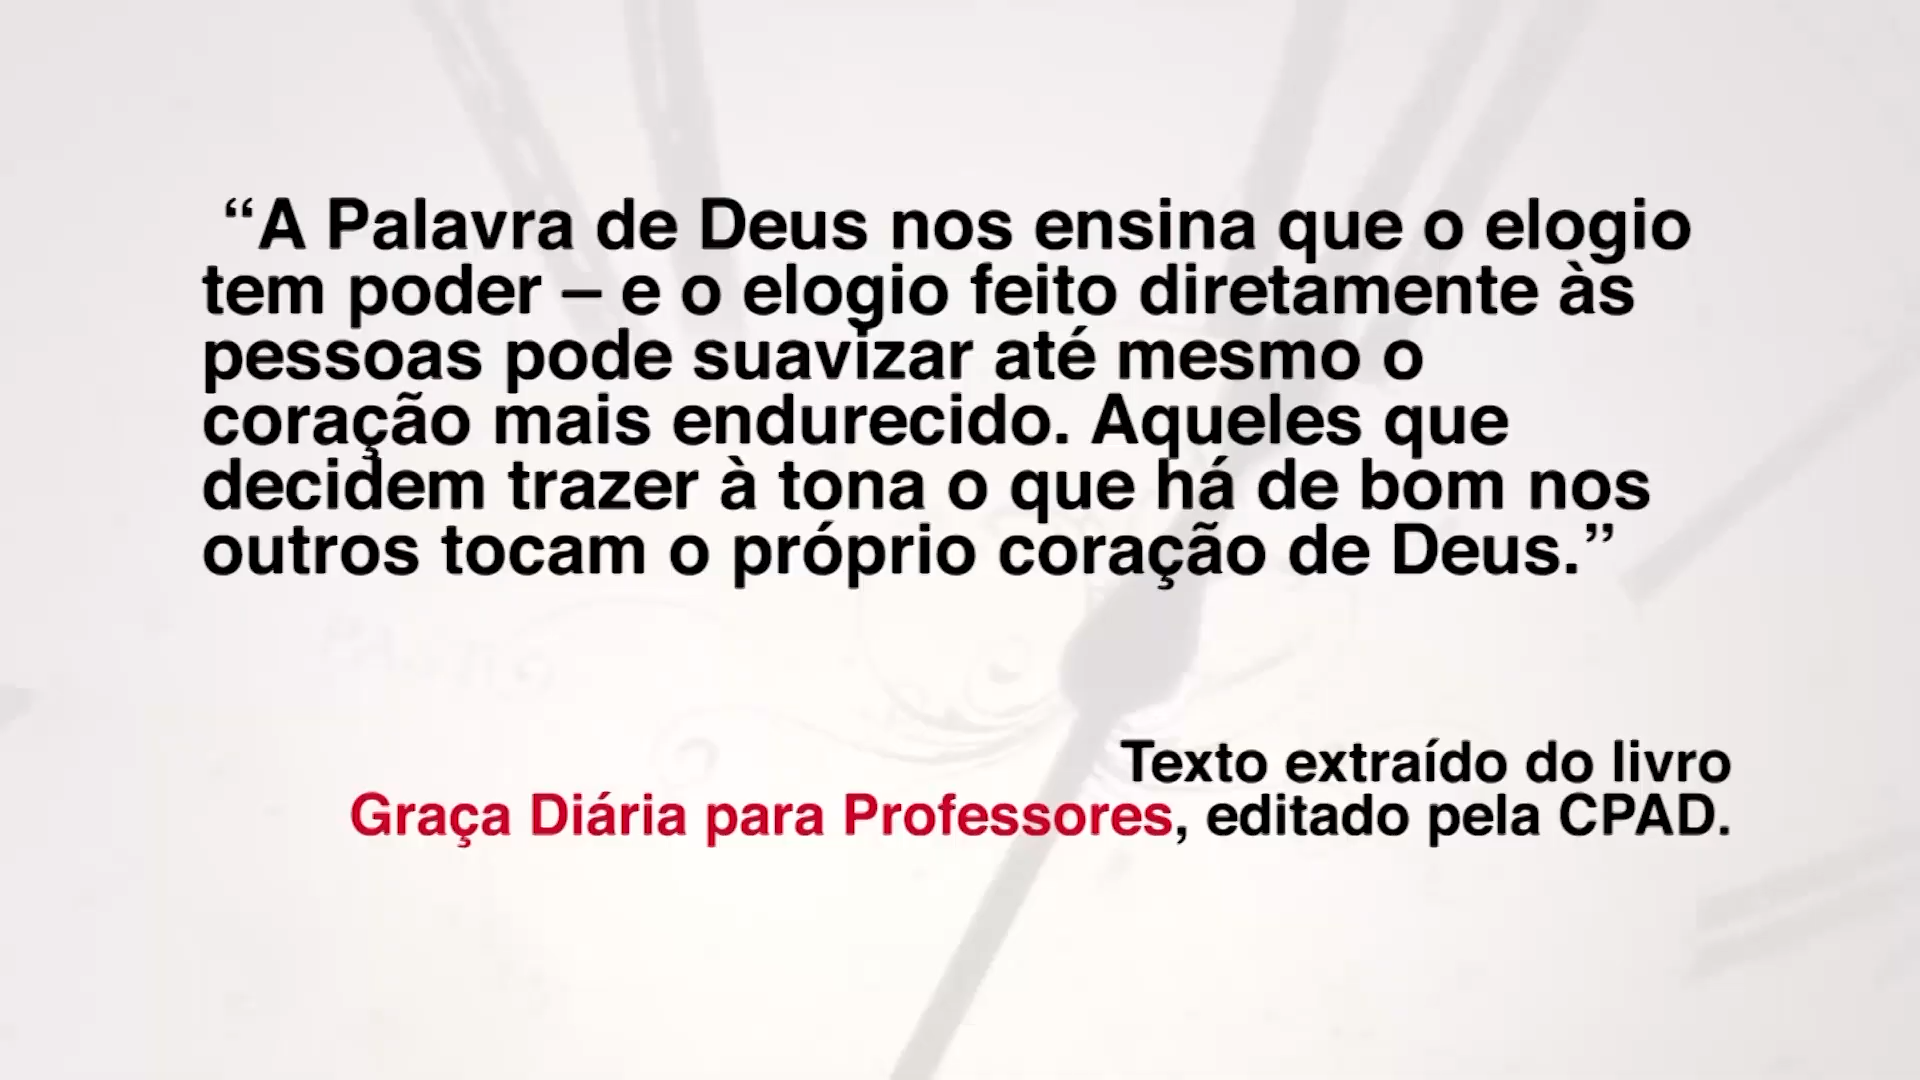 “A Palavra de Deus nos ensina que o elogio
tem poder – e o elogio feito diretamente às
pessoas pode suavizar até mesmo o
coração mais endurecido. Aqueles que
decidem trazer à tona o que há de bom nos
outros tocam o próprio coração de Deus.”
Texto extraído do livro
Graça Diária para Professores, editado pela CPAD.